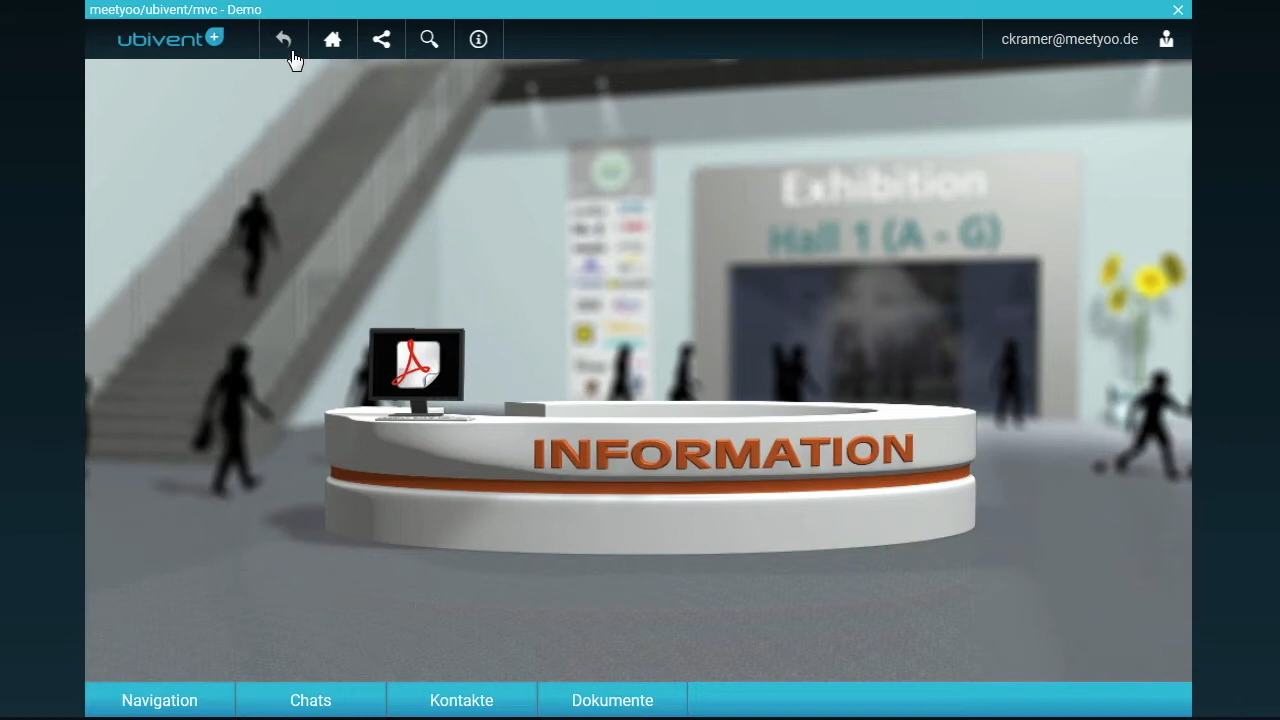 meetyoo/ubivent/mvc - Demo
ubivent+
ckramer@meetyoo.de
Exhibition
Hall 1 (A - G)
INFORMATION
Navigation
Chats
Kontakte
Dokumente